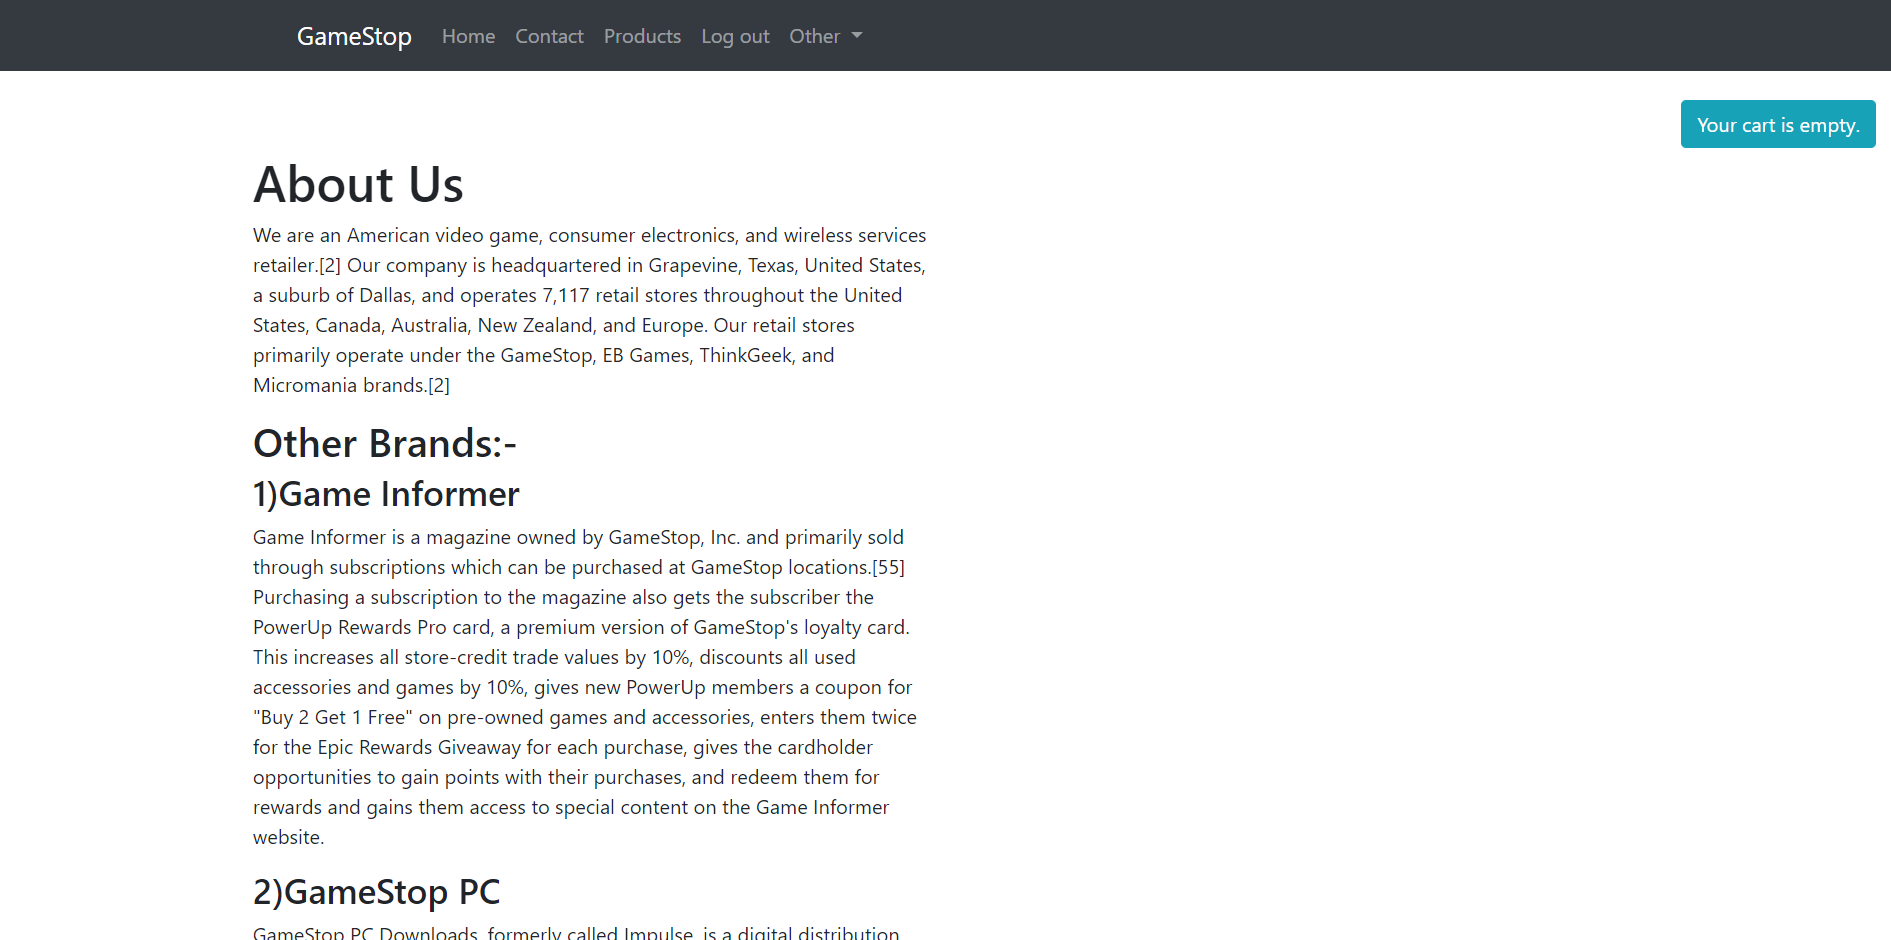 GameStop Home Contact Products Log out Other
Your cart is empty.
About Us
We are an American video game, consumer electronics, and wireless services
retailer.[2] Our company is headquartered in Grapevine, Texas, United States,
a suburb of Dallas, and operates 7,117 retail stores throughout the United
States, Canada, Australia, New Zealand, and Europe. Our retail stores
primarily operate under the GameStop, EB Games, ThinkGeek, and
Micromania brands.[2]
Other Brands:-
1)Game Informer
Game Informer is a magazine owned by GameStop, Inc. and primarily sold
through subscriptions which can be purchased at GameStop locations.[55]
Purchasing a subscription to the magazine also gets the subscriber the
PowerUp Rewards Pro card, a premium version of GameStop's loyalty card.
This increases all store-credit trade values by 10%, discounts all used
accessories and games by 10%, gives new PowerUp members a coupon for
"Buy 2 Get 1 Free" on pre-owned games and accessories, enters them twice
for the Epic Rewards Giveaway for each purchase, gives the cardholder
opportunities to gain points with their purchases, and redeem them for
rewards and gains them access to special content on the Game Informer
website.
2)GameStop PC
GameStop PC Downloads, formerly called Impulse, is a digital distribution